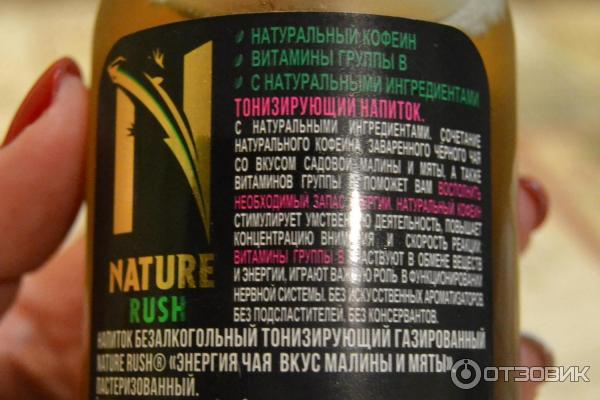 НАТУРАЛЬНЫЙ КОФЕИН
ВИТАМИНЫ ГРУППЫ В
С НАТУРАЛЬНЫМИ ИНГРЕДИЕНТАМИ
ТОНИЗИРУЮЩИЙ НАПИТОК.
С НАТУРАЛЬНЫМИ ИНГРЕДИЕНТАМИ. СОЧЕТАНИЕ
НАТУРАЛЬНОГО КОФЕИНА, ЗАВАРЕННОГО ЧЕРНОГО ЧАЯ
СО ВКУСОМ САДОВОЙ МАЛИНЫ И МЯТЫ, А ТАКЖЕ
ВИТАМИНОВ ГРУППЫ В ПОМОЖЕТ ВАМ ВОСПОЛНИТЬ
НЕОБХОДИМЫЙ ЗАПАС ЭНЕРГИИ. НАТУРАЛЬНЫЙ КОФЕИН
СТИМУЛИРУЕТ УМСТВЕННУЮ ДЕЯТЕЛЬНОСТЬ, ПОВЫШАЕТ
КОНЦЕНТРАЦИЮ ВНИМАНИЯ И СКОРОСТЬ РЕАКЦИИ.
ВИТАМИНЫ ГРУППЫ В УЧАСТВУЮТ В ОБМЕНЕ ВЕЩЕСТВ
И ЭНЕРГИИ, ИГРАЮТ ВАЖНУЮ РОЛЬ В ФУНКЦИОНИРОВАНИИ
НЕРВНОЙ СИСТЕМЫ. БЕЗ ИСКУССТВЕННЫХ АРОМАТИЗАТОРОВ.
БЕЗ ПОДСЛАСТИТЕЛЕЙ. БЕЗ КОНСЕРВАНТОВ.
N
NATURE
RUSH
НАПИТОК БЕЗАЛКОГОЛЬНЫЙ ТОНИЗИРУЮЩИЙ ГАЗИРОВАННЫЙ
NATURE RUSH® «ЭНЕРГИЯ ЧАЯ ВКУС МАЛИНЫ И МЯТЫ»
ПАСТЕРИЗОВАННЫЙ.
ОТЗОВИК